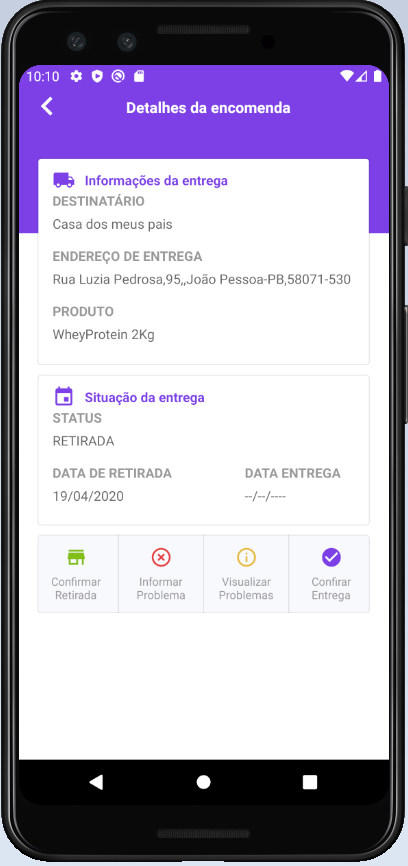 10:10
Detalhes da encomenda
Informações da entrega
DESTINATÁRIO
Casa dos meus pais
ENDEREÇO DE ENTREGA
Rua Luzia Pedrosa,95,,João Pessoa-PB,58071-530
PRODUTO
WheyProtein 2Kg
Situação da entrega
STATUS
RETIRADA
DATA DE RETIRADA DATA ENTREGA
19/04/2020 --/--/----
Confirmar Retirada
Informar Problema
Visualizar Problemas
Confirar Entrega